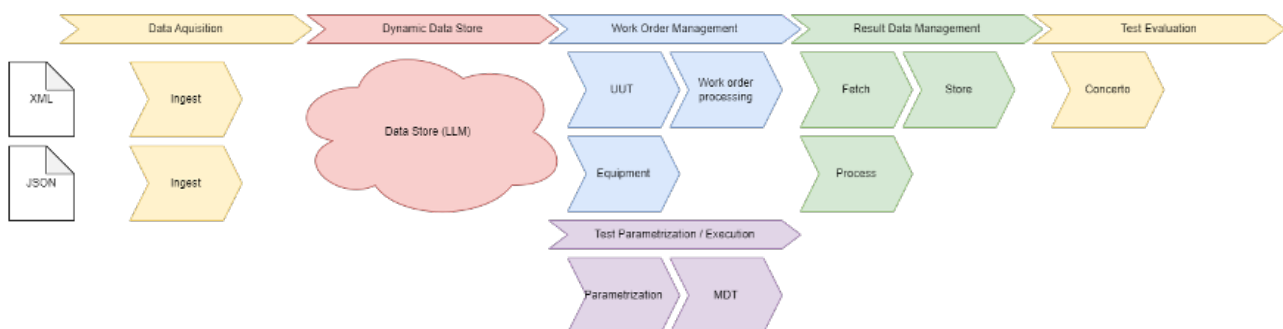 Data Aquisition
Dynamic Data Store
Work Order Management
Result Data Management
Test Evaluation
XML
Ingest
UUT
Work order
processing
Fetch
Store
Concerto
Data Store (LLM)
JSON
Ingest
Equipment
Process
Test Parametrization / Execution
Parametrization
MDT